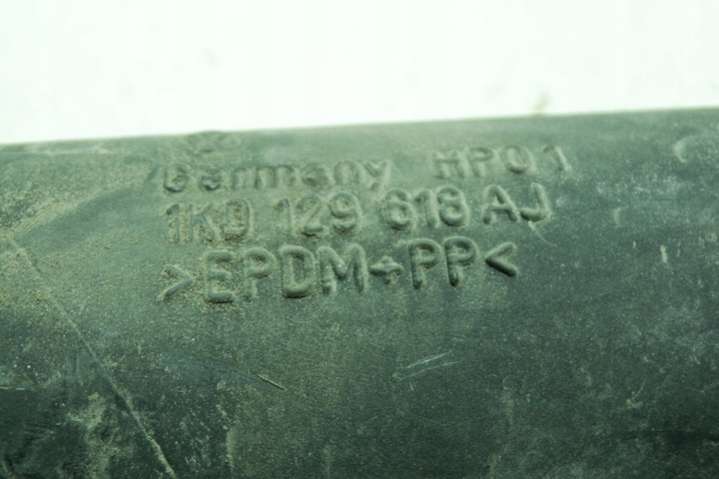 Germany HP01
1K0 129 618 AJ
>EPDM+PP<